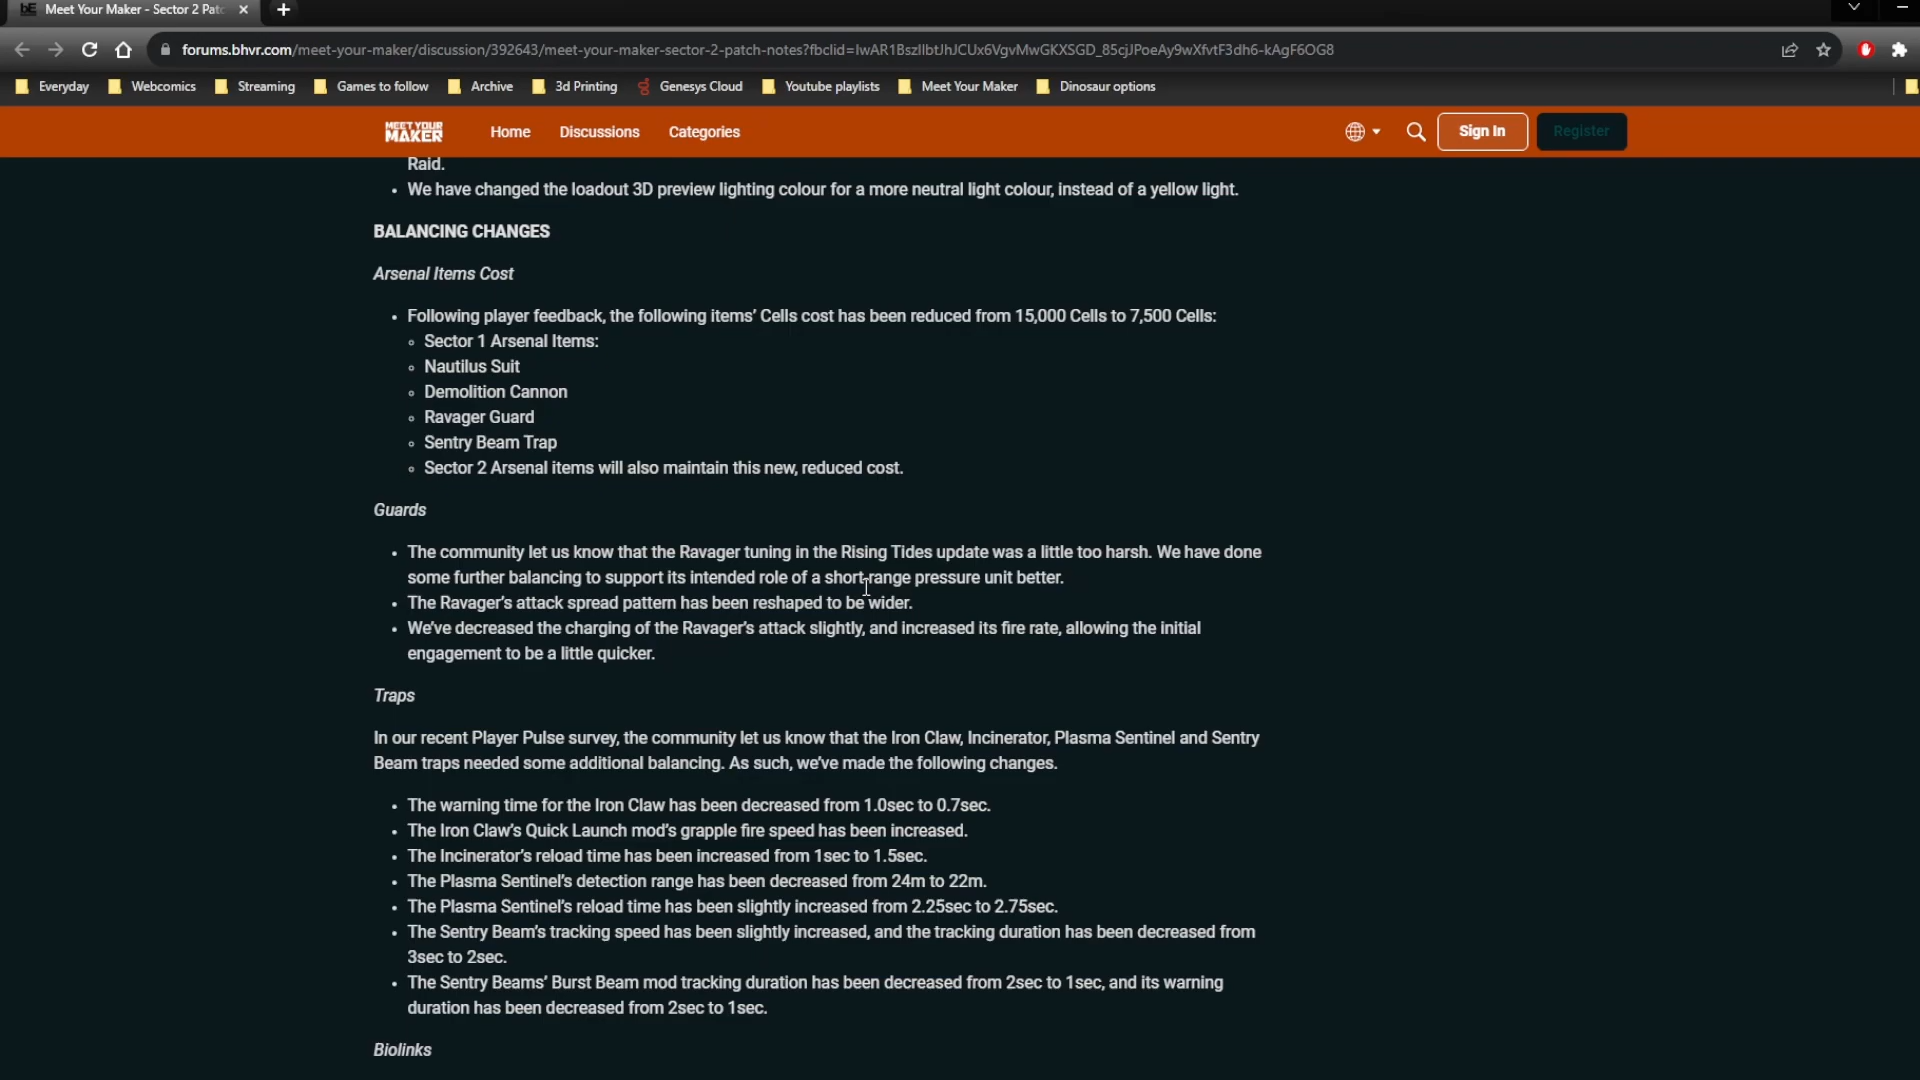 Meet Your Maker - Sector 2 Pat
forums.bhvr.com/meet-your-maker/discussion/392643/meet-your-maker-sector-2-patch-notes?fbclid=IwAR1BszIlbtJhJCUx6VgvMwGKXSGD_85cjJPoeAy9wXfvtF3dh6-kAgF6OG8
Everyday Webcomics Streaming Games to follow Archive 3d Printing Genesys Cloud Youtube playlists Meet Your Maker Dinosaur options
MEET YOUR
MAKER
Home Discussions Categories Sign In Register
Raid.
• We have changed the loadout 3D preview lighting colour for a more neutral light colour, instead of a yellow light.
BALANCING CHANGES
Arsenal Items Cost
• Following player feedback, the following items' Cells cost has been reduced from 15,000 Cells to 7,500 Cells:
◦ Sector 1 Arsenal Items:
◦ Nautilus Suit
◦ Demolition Cannon
◦ Ravager Guard
◦ Sentry Beam Trap
◦ Sector 2 Arsenal items will also maintain this new, reduced cost.
Guards
• The community let us know that the Ravager tuning in the Rising Tides update was a little too harsh. We have done
some further balancing to support its intended role of a short-range pressure unit better.
• The Ravager's attack spread pattern has been reshaped to be wider.
• We've decreased the charging of the Ravager's attack slightly, and increased its fire rate, allowing the initial
engagement to be a little quicker.
Traps
In our recent Player Pulse survey, the community let us know that the Iron Claw, Incinerator, Plasma Sentinel and Sentry
Beam traps needed some additional balancing. As such, we've made the following changes.
• The warning time for the Iron Claw has been decreased from 1.0sec to 0.7sec.
• The Iron Claw's Quick Launch mod's grapple fire speed has been increased.
• The Incinerator's reload time has been increased from 1sec to 1.5sec.
• The Plasma Sentinel's detection range has been decreased from 24m to 22m.
• The Plasma Sentinel's reload time has been slightly increased from 2.25sec to 2.75sec.
• The Sentry Beam's tracking speed has been slightly increased, and the tracking duration has been decreased from
3sec to 2sec.
• The Sentry Beams' Burst Beam mod tracking duration has been decreased from 2sec to 1sec, and its warning
duration has been decreased from 2sec to 1sec.
Biolinks